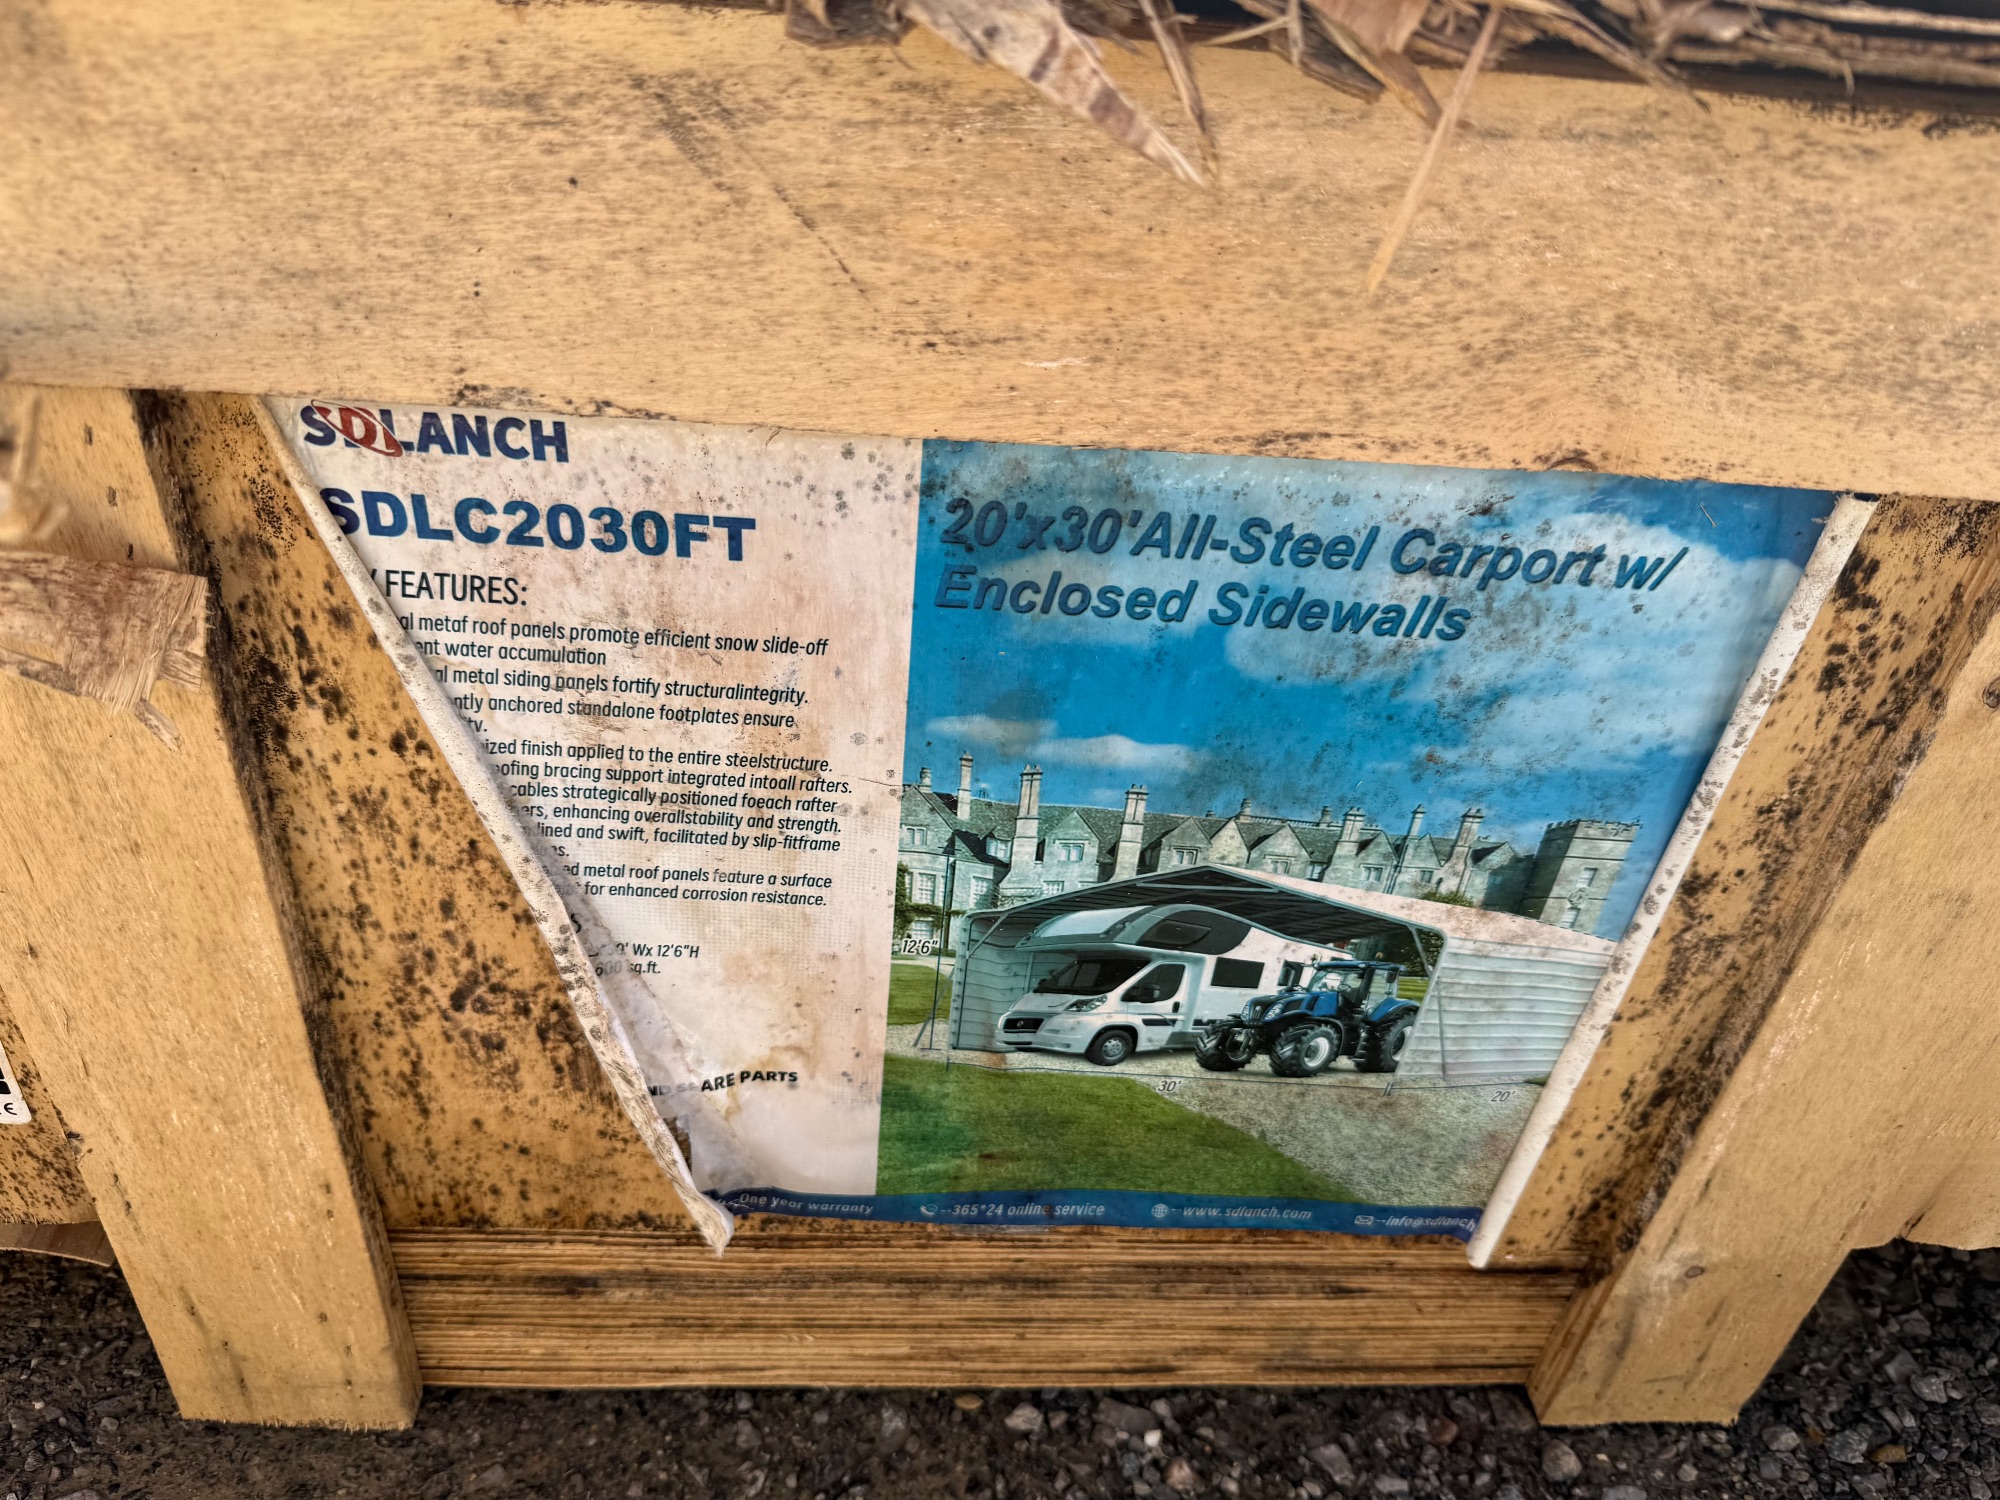 SDLANCH
SDLC2030FT
FEATURES:
metaf roof panels promote efficient snow slide-off
water accumulation
metal siding panels fortify structuralintegrity.
anchored standalone footplates ensure
finish applied to the entire steelstructure.
bracing support integrated intoall rafters.
cables strategically positioned foeach rafter
enhancing overallstability and strength.
and swift, facilitated by slip-fitframe
metal roof panels feature a surface
for enhanced corrosion resistance.
Wx 12'6"H
600 sq.ft.
PARTS
20'x30'All-Steel Carport w/
Enclosed Sidewalls
12'6"
30'
20'
One year warranty
--365*24 online service
--www.sdlanch.com
--info@sdlanch